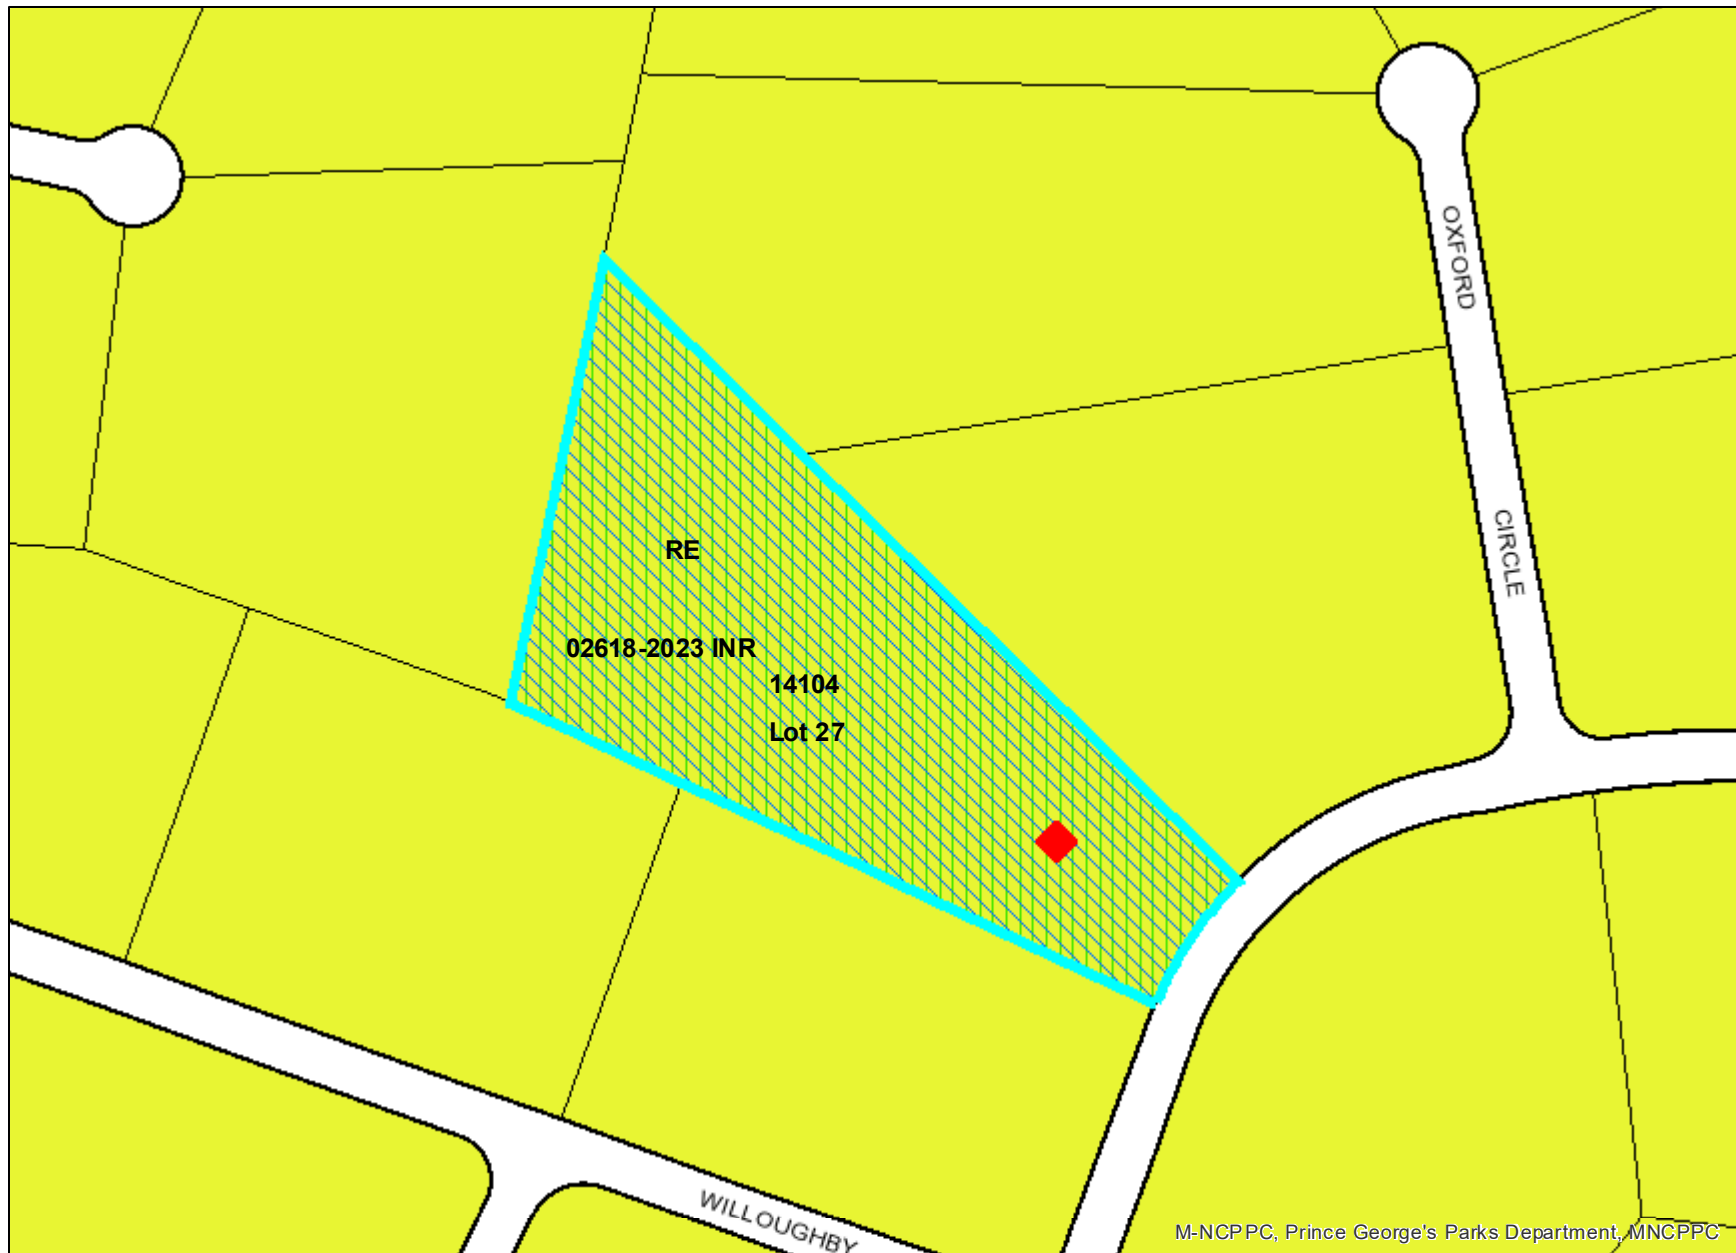 OXFORD
CIRCLE
RE
02618-2023 INR
14104
Lot 27
WILLOUGHBY
M-NCPPC, Prince George's Parks Department, MNCPPC